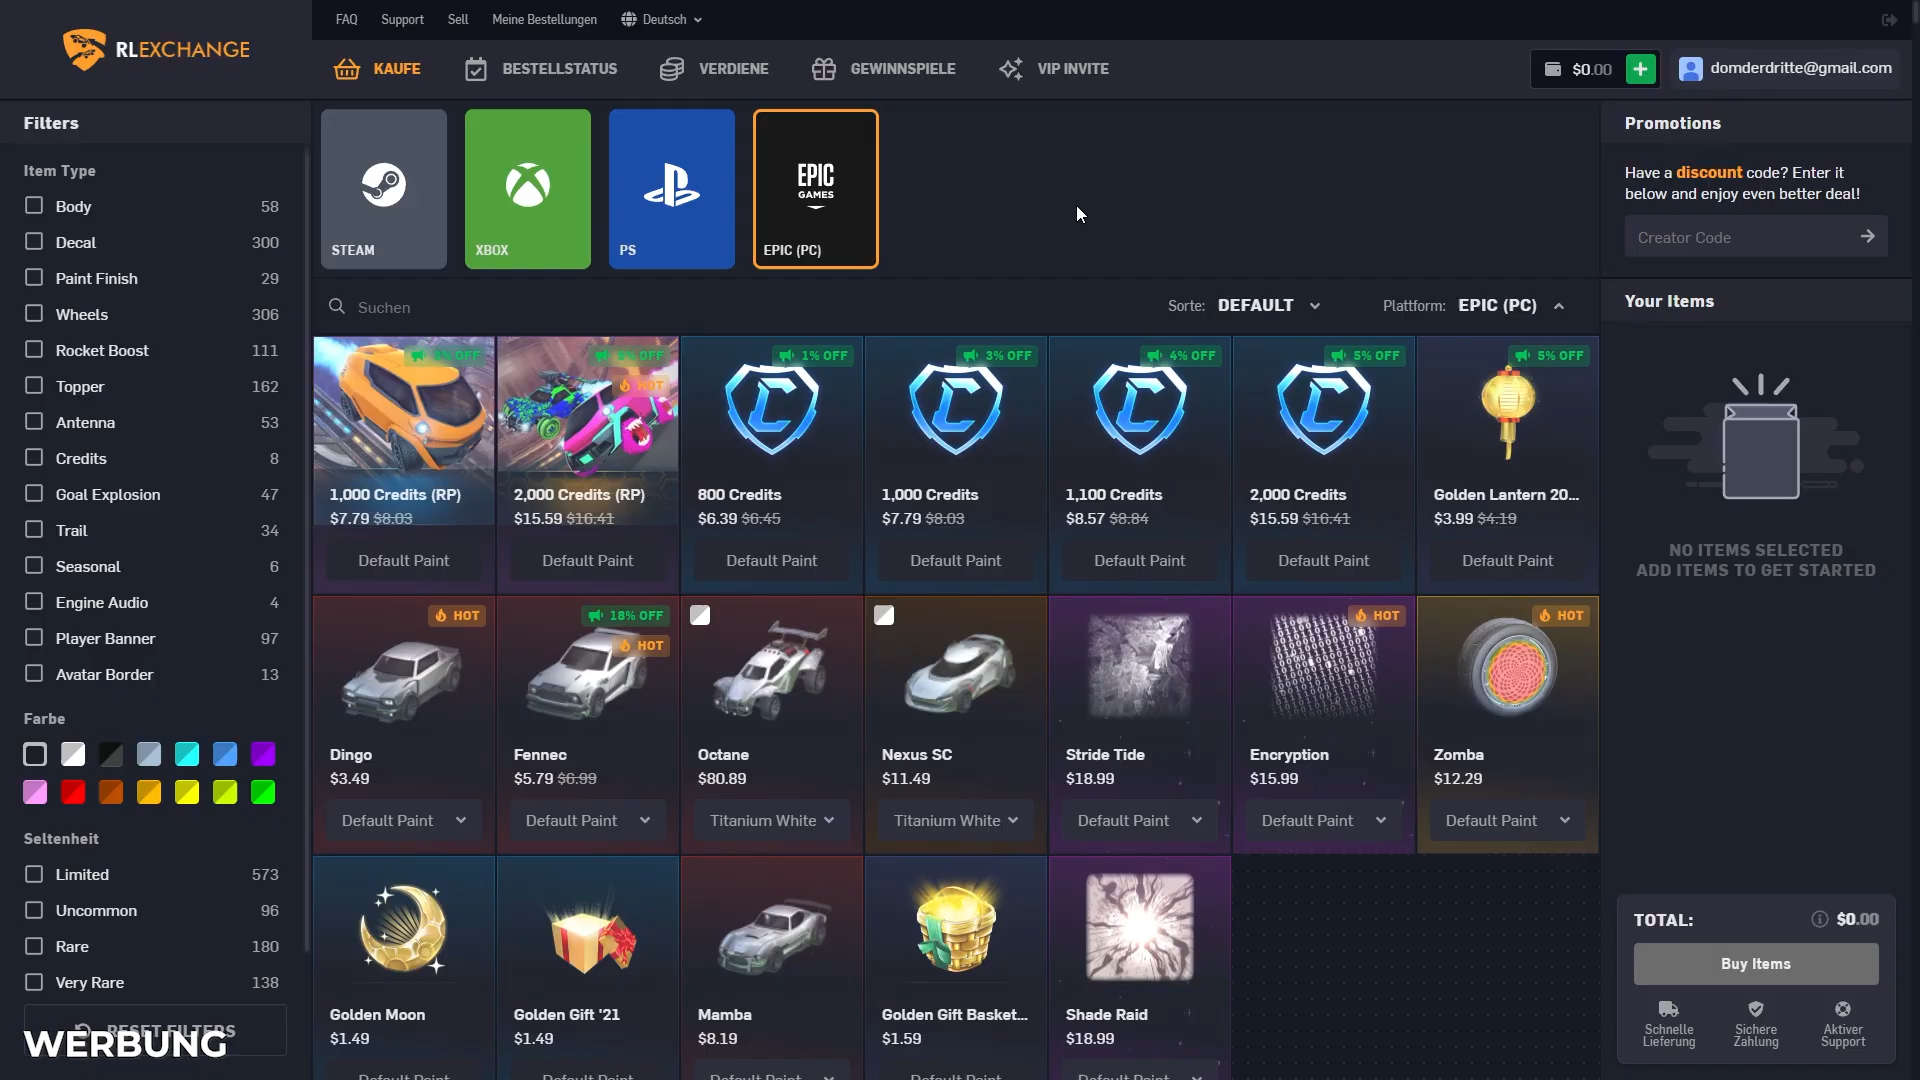 FAQ Support Sell Meine Bestellungen Deutsch
RLEXCHANGE
KAUFE BESTELLSTATUS VERDIENE GEWINNSPIELE VIP INVITE
$0.00
domderdritte@gmail.com
Filters
Item Type
Body 58
Decal 300
Paint Finish 29
Wheels 306
Rocket Boost 111
Topper 162
Antenna 53
Credits 8
Goal Explosion 47
Trail 34
Seasonal 6
Engine Audio 4
Player Banner 97
Avatar Border 13
Farbe
Seltenheit
Limited 573
Uncommon 96
Rare 180
Very Rare 138
RESET FILTERS
WERBUNG
STEAM
XBOX
PS
EPIC
GAMES
EPIC (PC)
Suchen
Sorte: DEFAULT
Plattform: EPIC (PC)
1,000 Credits (RP)
$7.79 $8.03
Default Paint
HOT
2,000 Credits (RP)
$15.59 $16.41
Default Paint
1% OFF
800 Credits
$6.39 $6.45
Default Paint
3% OFF
1,000 Credits
$7.79 $8.03
Default Paint
4% OFF
1,100 Credits
$8.57 $8.84
Default Paint
5% OFF
2,000 Credits
$15.59 $16.41
Default Paint
5% OFF
Golden Lantern 20...
$3.99 $4.19
Default Paint
HOT
Dingo
$3.49
Default Paint
18% OFF
HOT
Fennec
$5.79 $6.99
Default Paint
Octane
$80.89
Titanium White
Nexus SC
$11.49
Titanium White
Stride Tide
$18.99
Default Paint
HOT
Encryption
$15.99
Default Paint
HOT
Zomba
$12.29
Default Paint
Golden Moon
$1.49
Default Paint
Golden Gift '21
$1.49
Default Paint
Mamba
$8.19
Default Paint
Golden Gift Basket...
$1.59
Default Paint
Shade Raid
$18.99
Default Paint
Promotions
Have a discount code? Enter it
below and enjoy even better deal!
Creator Code
Your Items
NO ITEMS SELECTED
ADD ITEMS TO GET STARTED
TOTAL: $0.00
Buy Items
Schnelle
Lieferung
Sichere
Zahlung
Aktiver
Support